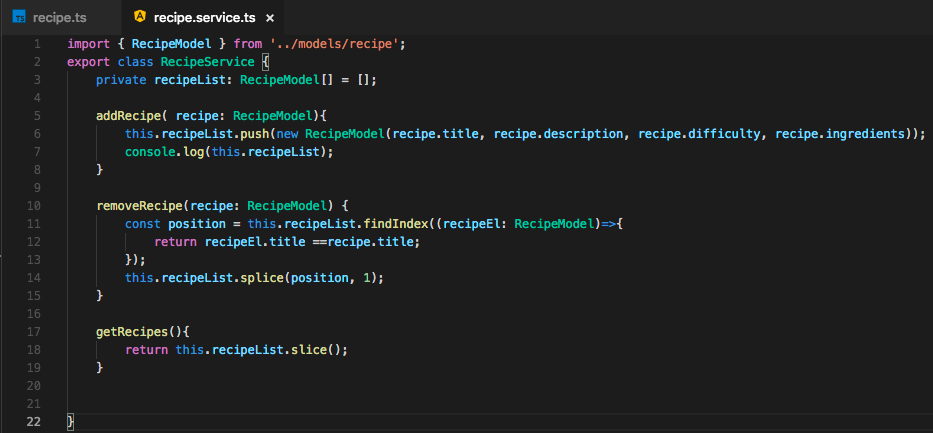 TS recipe.ts recipe.service.ts ×
1 import { RecipeModel } from '../models/recipe';
2 export class RecipeService {
3     private recipeList: RecipeModel[] = [];
4
5     addRecipe( recipe: RecipeModel){
6         this.recipeList.push(new RecipeModel(recipe.title, recipe.description, recipe.difficulty, recipe.ingredients));
7         console.log(this.recipeList);
8     }
9
10     removeRecipe(recipe: RecipeModel) {
11         const position = this.recipeList.findIndex((recipeEl: RecipeModel)=>{
12             return recipeEl.title ==recipe.title;
13         });
14         this.recipeList.splice(position, 1);
15     }
16
17     getRecipes(){
18         return this.recipeList.slice();
19     }
20
21
22 }